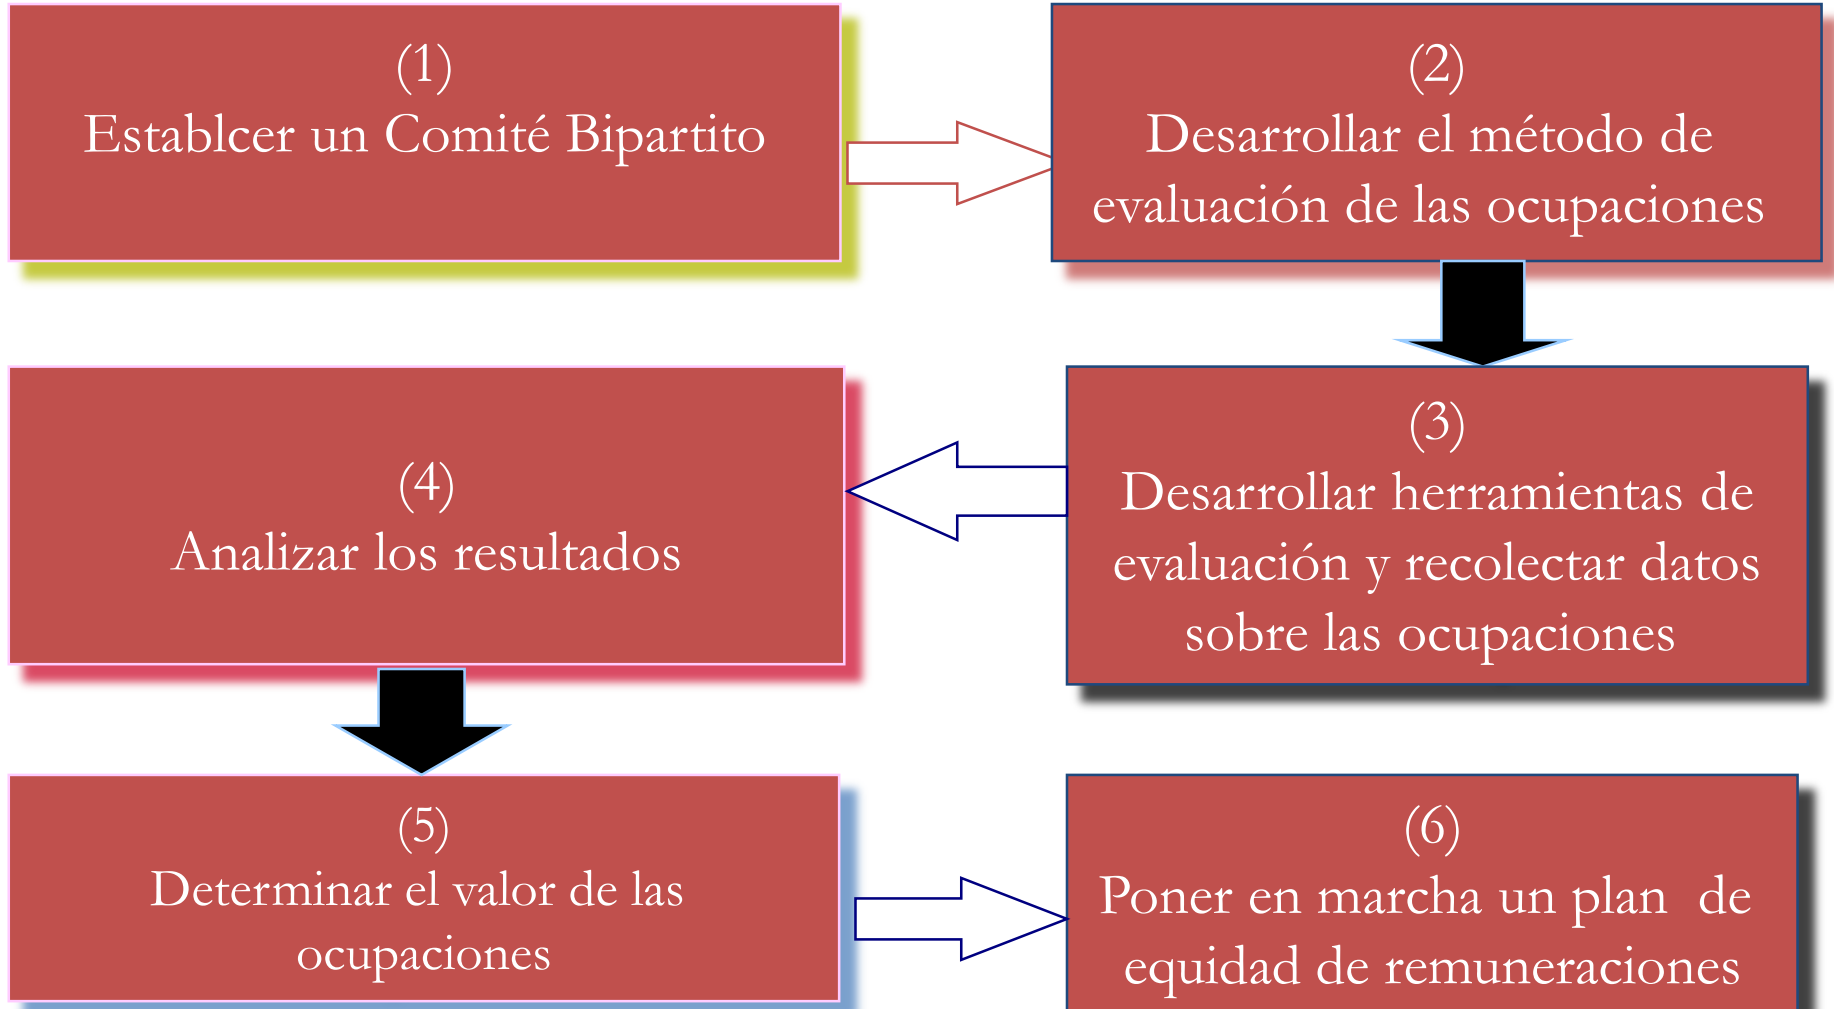 (1)
Establcer un Comité Bipartito
(2)
Desarrollar el método de
evaluación de las ocupaciones
(3)
Desarrollar herramientas de
evaluación y recolectar datos
sobre las ocupaciones
(4)
Analizar los resultados
(5)
Determinar el valor de las
ocupaciones
(6)
Poner en marcha un plan  de
equidad de remuneraciones